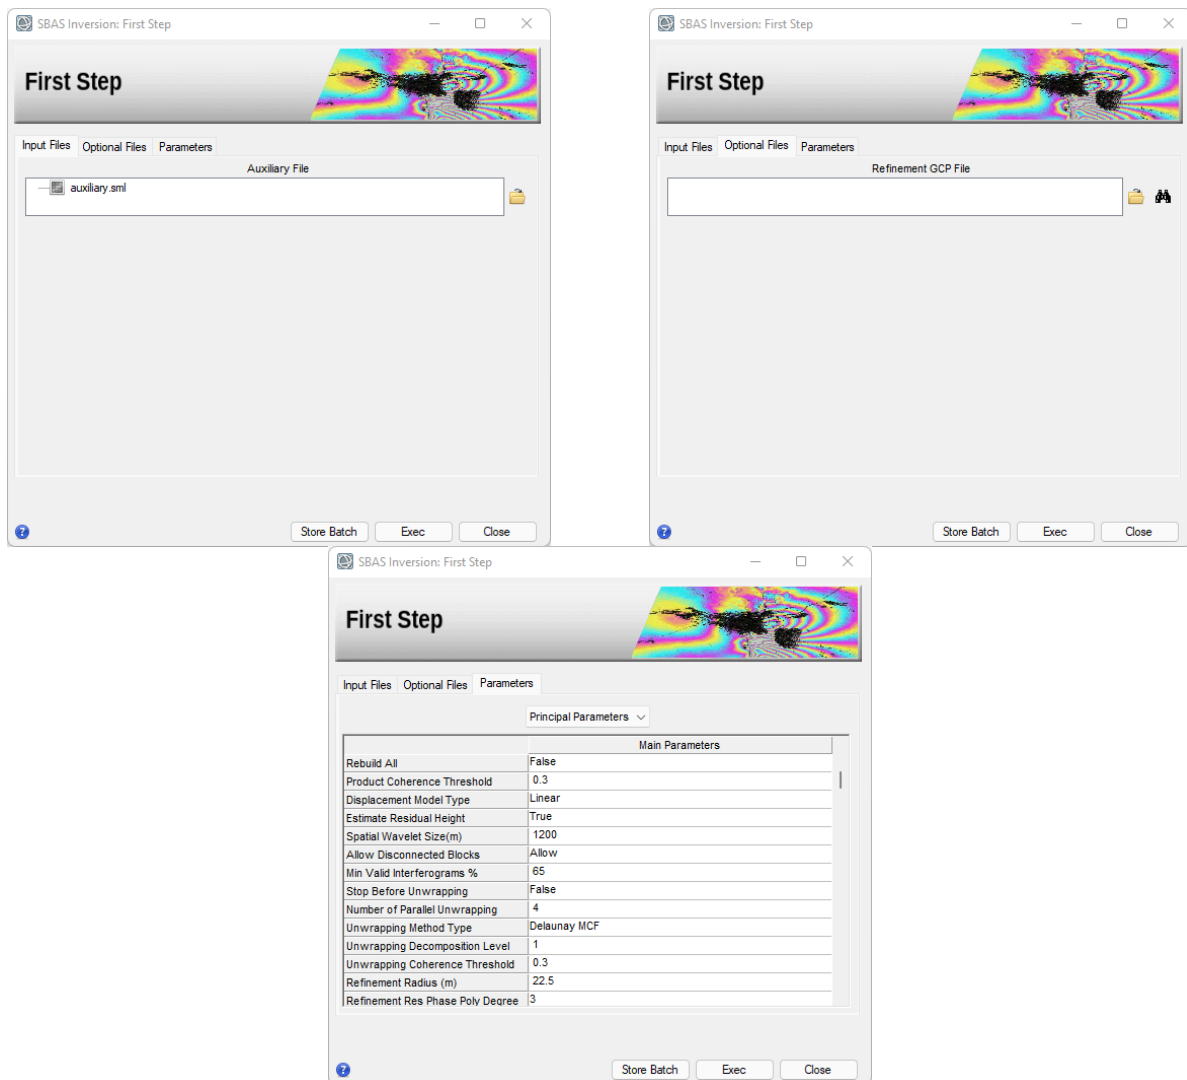 SBAS Inversion: First Step
First Step
Input Files Optional Files Parameters
Auxiliary File
auxiliary.sml
Store Batch Exec Close
SBAS Inversion: First Step
First Step
Input Files Optional Files Parameters
Refinement GCP File
Store Batch Exec Close
SBAS Inversion: First Step
First Step
Input Files Optional Files Parameters
Principal Parameters
Main Parameters
Rebuild All False
Product Coherence Threshold 0.3
Displacement Model Type Linear
Estimate Residual Height True
Spatial Wavelet Size(m) 1200
Allow Disconnected Blocks Allow
Min Valid Interferograms % 65
Stop Before Unwrapping False
Number of Parallel Unwrapping 4
Unwrapping Method Type Delaunay MCF
Unwrapping Decomposition Level 1
Unwrapping Coherence Threshold 0.3
Refinement Radius (m) 22.5
Refinement Res Phase Poly Degree 3
Store Batch Exec Close